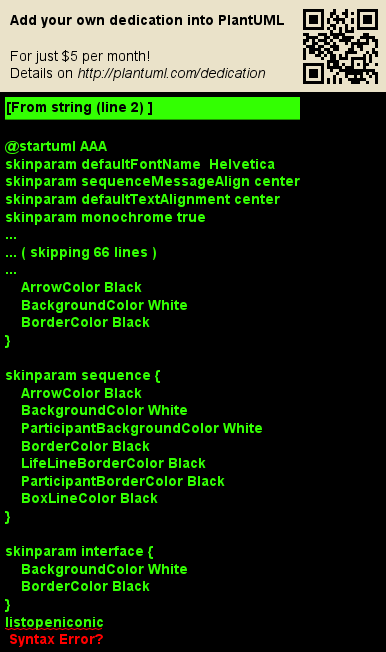 Add your own dedication into PlantUML
For just $5 per month!
Details on http://plantuml.com/dedication
[From string (line 2) ]
@startuml AAA
skinparam defaultFontName  Helvetica
skinparam sequenceMessageAlign center
skinparam defaultTextAlignment center
skinparam monochrome true
...
... ( skipping 66 lines )
...
    ArrowColor Black
    BackgroundColor White
    BorderColor Black
}
skinparam sequence {
    ArrowColor Black
    BackgroundColor White
    ParticipantBackgroundColor White
    BorderColor Black
    LifeLineBorderColor Black
    ParticipantBorderColor Black
    BoxLineColor Black
}
skinparam interface {
    BackgroundColor White
    BorderColor Black
}
listopeniconic
Syntax Error?